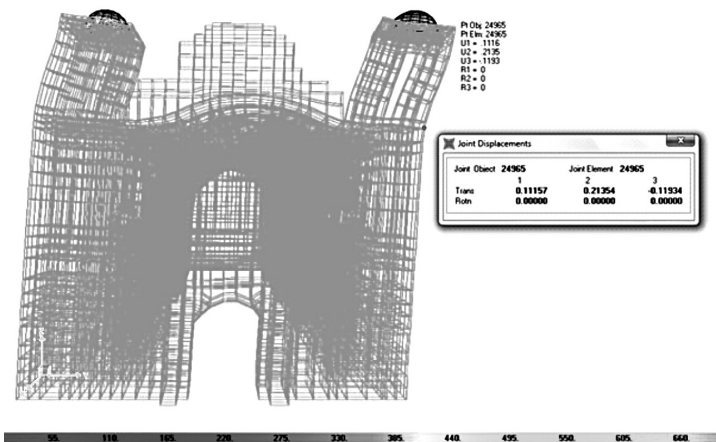 Pt Obj: 24965
Pt Elm: 24965
U1 = .1116
U2 = .2135
U3 = -.1193
R1 = 0
R2 = 0
R3 = 0
Joint Displacements
Joint Object 24965 Joint Element 24965
1 2 3
Trans 0.11157 0.21354 -0.11934
Rotn 0.00000 0.00000 0.00000
55. 110. 165. 220. 275. 330. 385. 440. 495. 550. 605. 660.